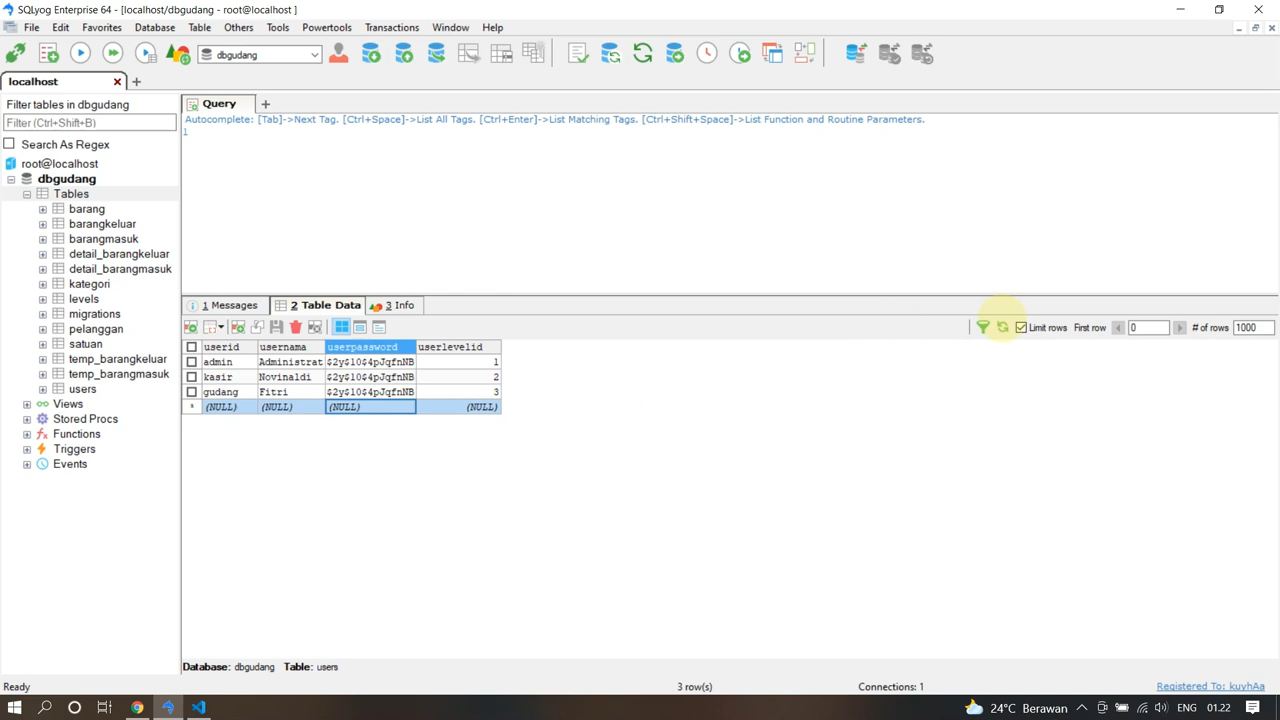 SQLyog Enterprise 64 - [localhost/dbgudang - root@localhost ]
File Edit Favorites Database Table Others Tools Powertools Transactions Window Help
dbgudang
localhost
Filter tables in dbgudang
Filter (Ctrl+Shift+B)
Search As Regex
root@localhost
dbgudang
Tables
barang
barangkeluar
barangmasuk
detail_barangkeluar
detail_barangmasuk
kategori
levels
migrations
pelanggan
satuan
temp_barangkeluar
temp_barangmasuk
users
Views
Stored Procs
Functions
Triggers
Events
Query
Autocomplete: [Tab]->Next Tag. [Ctrl+Space]->List All Tags. [Ctrl+Enter]->List Matching Tags. [Ctrl+Shift+Space]->List Function and Routine Parameters.
1
1 Messages 2 Table Data 3 Info
Limit rows First row 0 # of rows 1000
userid usernama userpassword userlevelid
admin Administrat $2y$10$4pJqfnNB 1
kasir Novinaldi $2y$10$4pJqfnNB 2
gudang Fitri $2y$10$4pJqfnNB 3
* (NULL) (NULL) (NULL) (NULL)
Database: dbgudang Table: users
Ready 3 row(s) Connections: 1 Registered To: kuyhAa
24°C Berawan ENG 01.22